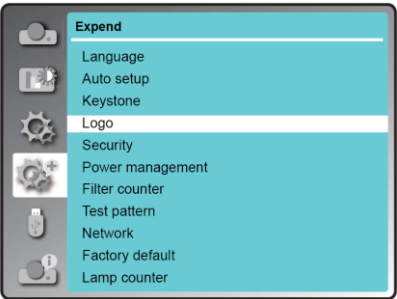 Expend
Language
Auto setup
Keystone
Logo
Security
Power management
Filter counter
Test pattern
Network
Factory default
Lamp counter